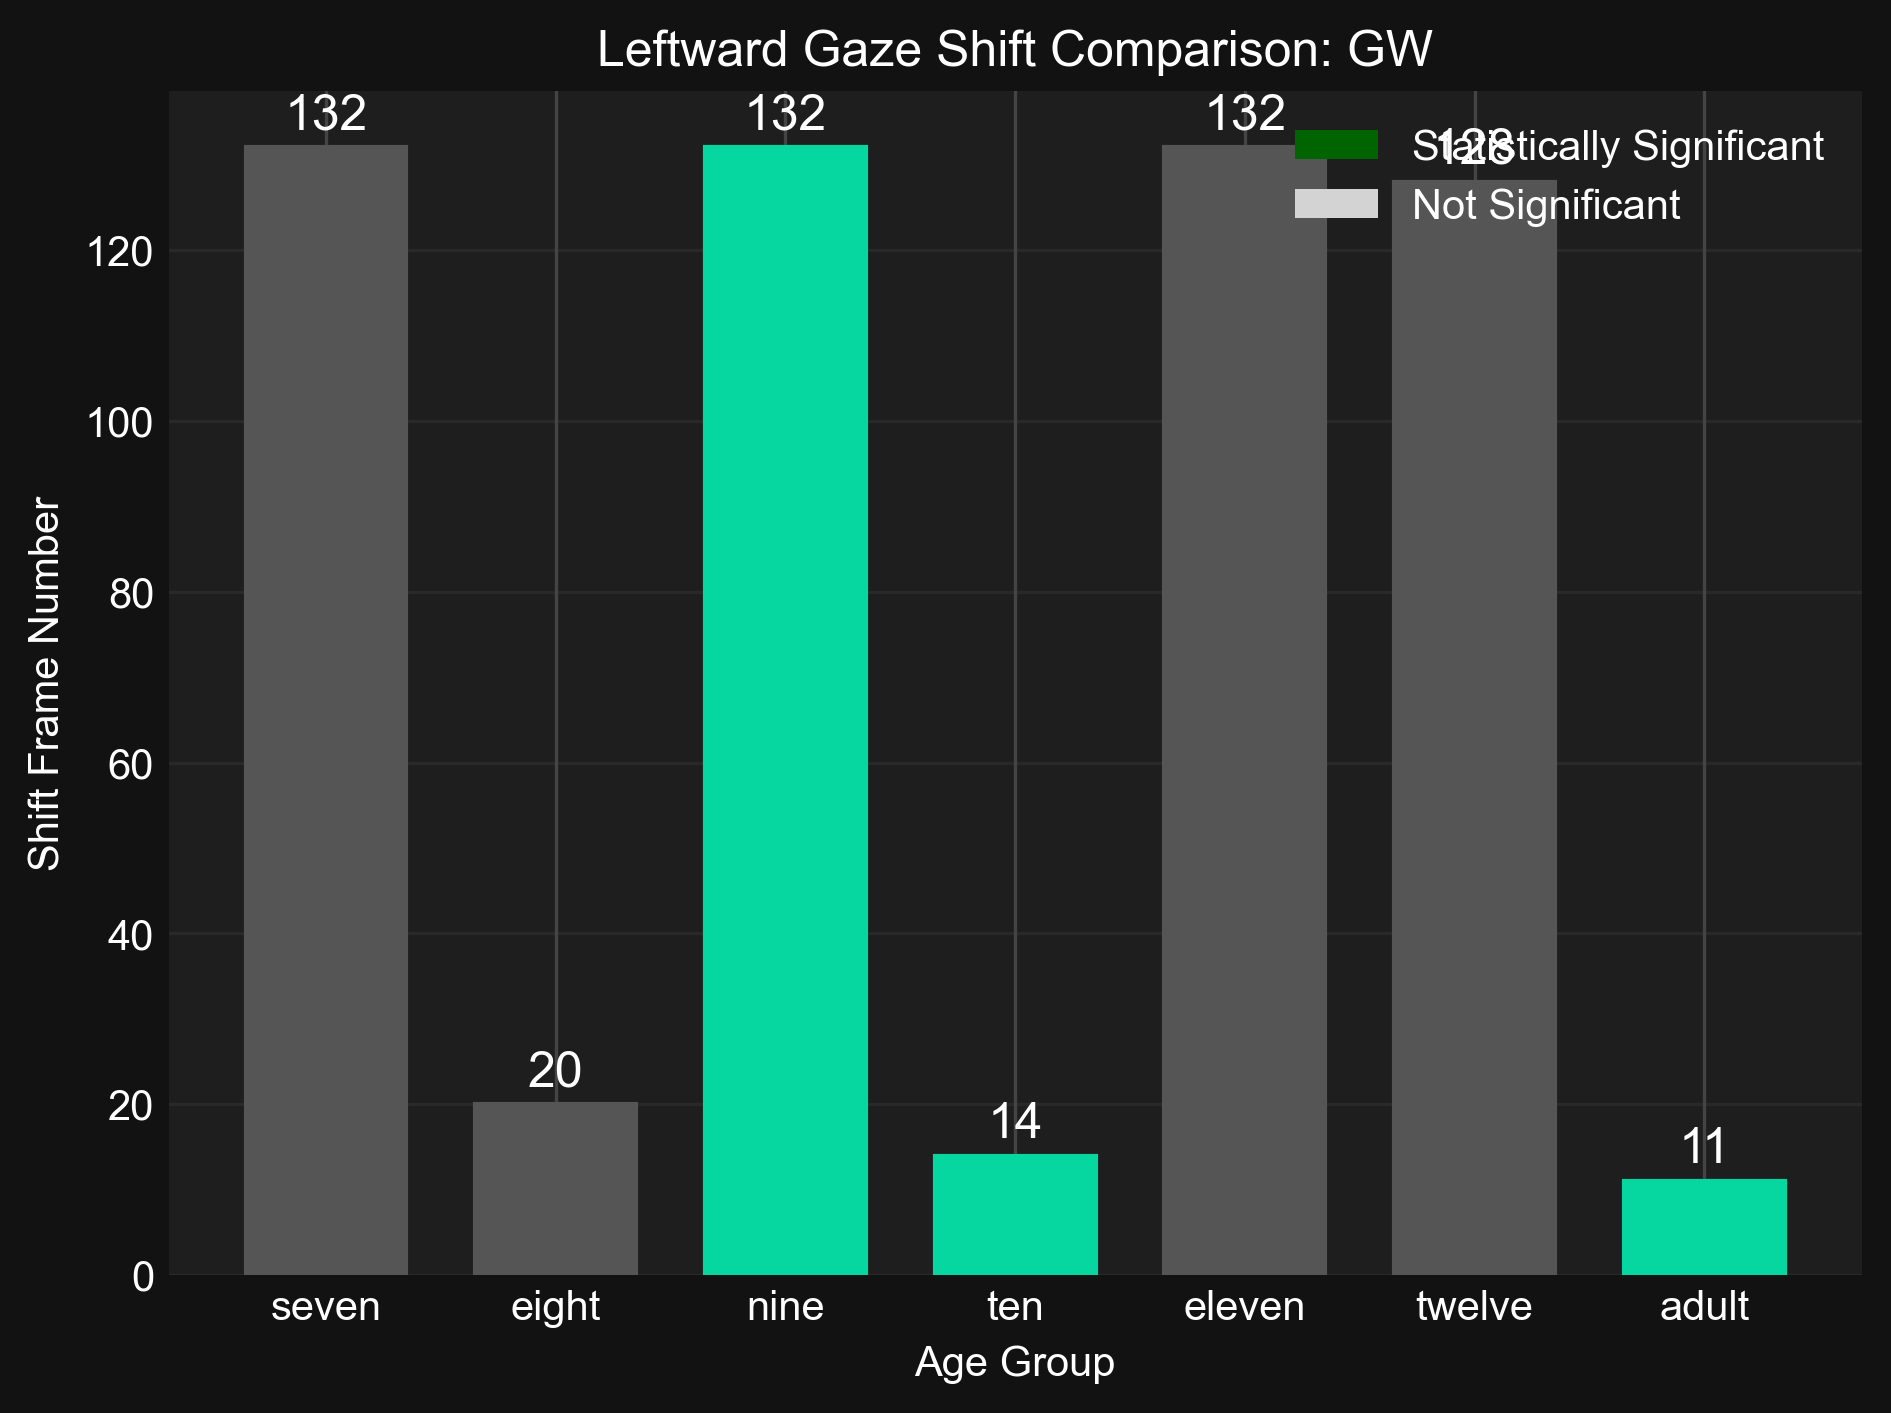 Leftward Gaze Shift Comparison: GW
132
132
132
128
Statistically Significant
Not Significant
20
14
11
120
100
80
60
40
20
0
Shift Frame Number
seven
eight
nine
ten
eleven
twelve
adult
Age Group